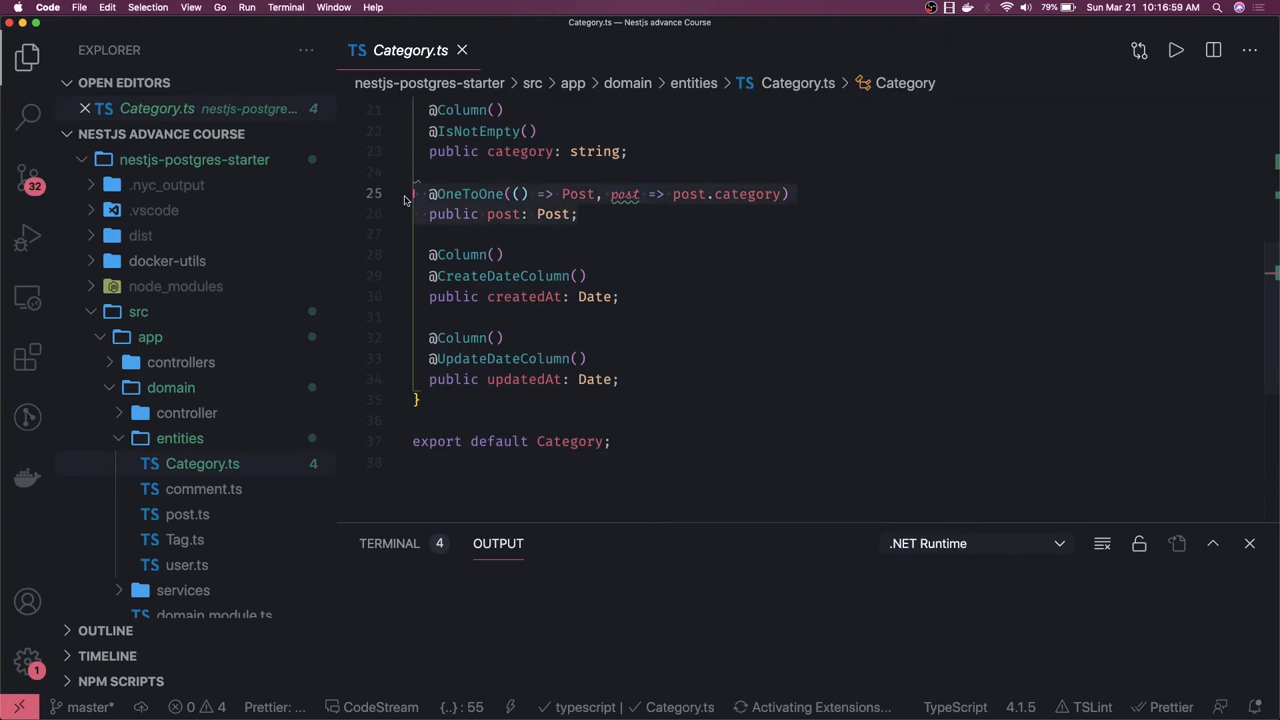 Code File Edit Selection View Go Run Terminal Window Help 79% Sun Mar 21 10:16:59 AM
Category.ts — Nestjs advance Course
EXPLORER
TS Category.ts
OPEN EDITORS
nestjs-postgres-starter > src > app > domain > entities > TS Category.ts > Category
TS Category.ts nestjs-postgre... 4
NESTJS ADVANCE COURSE
nestjs-postgres-starter
.nyc_output
.vscode
dist
docker-utils
node_modules
src
app
controllers
domain
controller
entities
TS Category.ts 4
TS comment.ts
TS post.ts
TS Tag.ts
TS user.ts
services
domain.module.ts
OUTLINE
TIMELINE
NPM SCRIPTS
32
1
21 @Column()
22 @IsNotEmpty()
23 public category: string;
24
25 @OneToOne(() => Post, post => post.category)
26 public post: Post;
27
28 @Column()
29 @CreateDateColumn()
30 public createdAt: Date;
31
32 @Column()
33 @UpdateDateColumn()
34 public updatedAt: Date;
35 }
36
37 export default Category;
38
TERMINAL 4 OUTPUT .NET Runtime
master* 0 4 Prettier: ... CodeStream {..} : 55 typescript | Category.ts Activating Extensions... TypeScript 4.1.5 TSLint Prettier